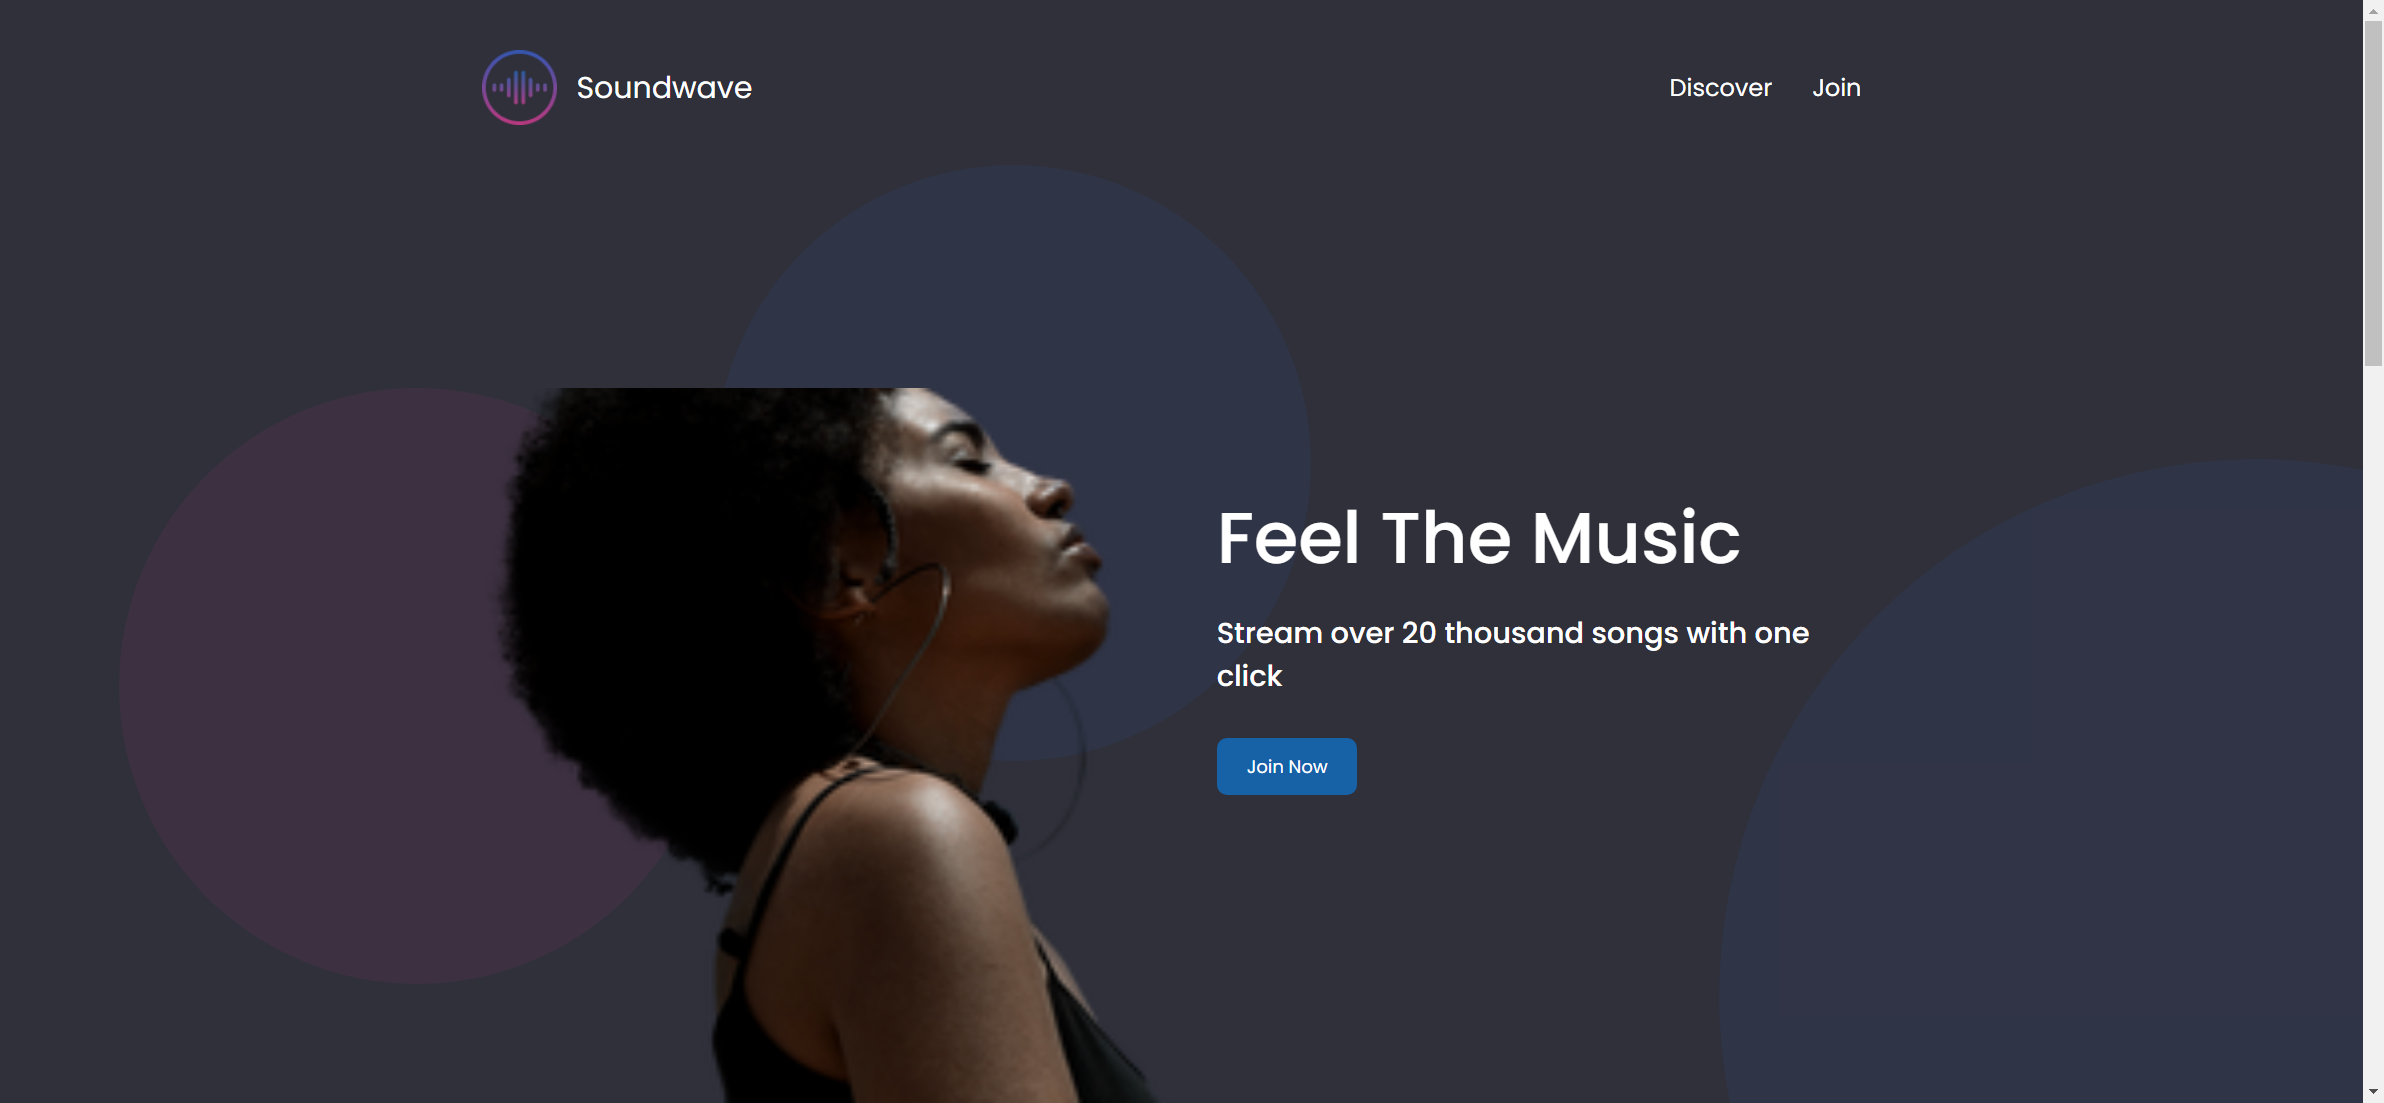 Soundwave
Discover
Join
Feel The Music
Stream over 20 thousand songs with one
click
Join Now